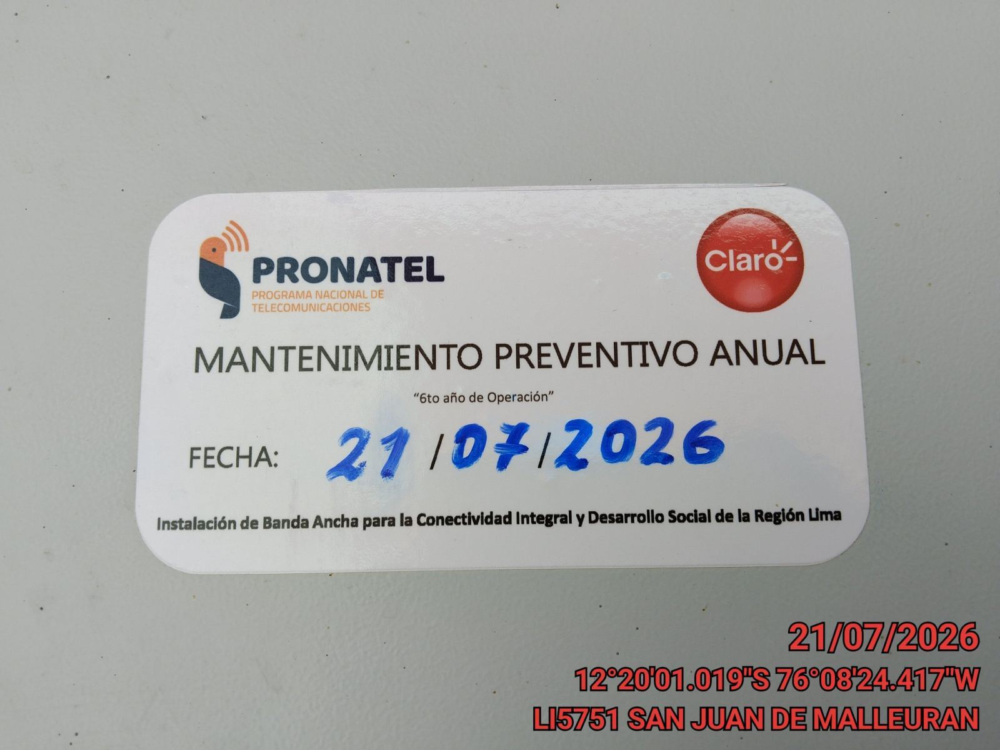 PRONATEL
PROGRAMA NACIONAL DE
TELECOMUNICACIONES
Claro
MANTENIMIENTO PREVENTIVO ANUAL
“6to año de Operación”
FECHA: 21/07/2026
Instalación de Banda Ancha para la Conectividad Integral y Desarrollo Social de la Región Lima
21/07/2026
12°20'01.019"S 76°08'24.417"W
LI5751 SAN JUAN DE MALLEURAN